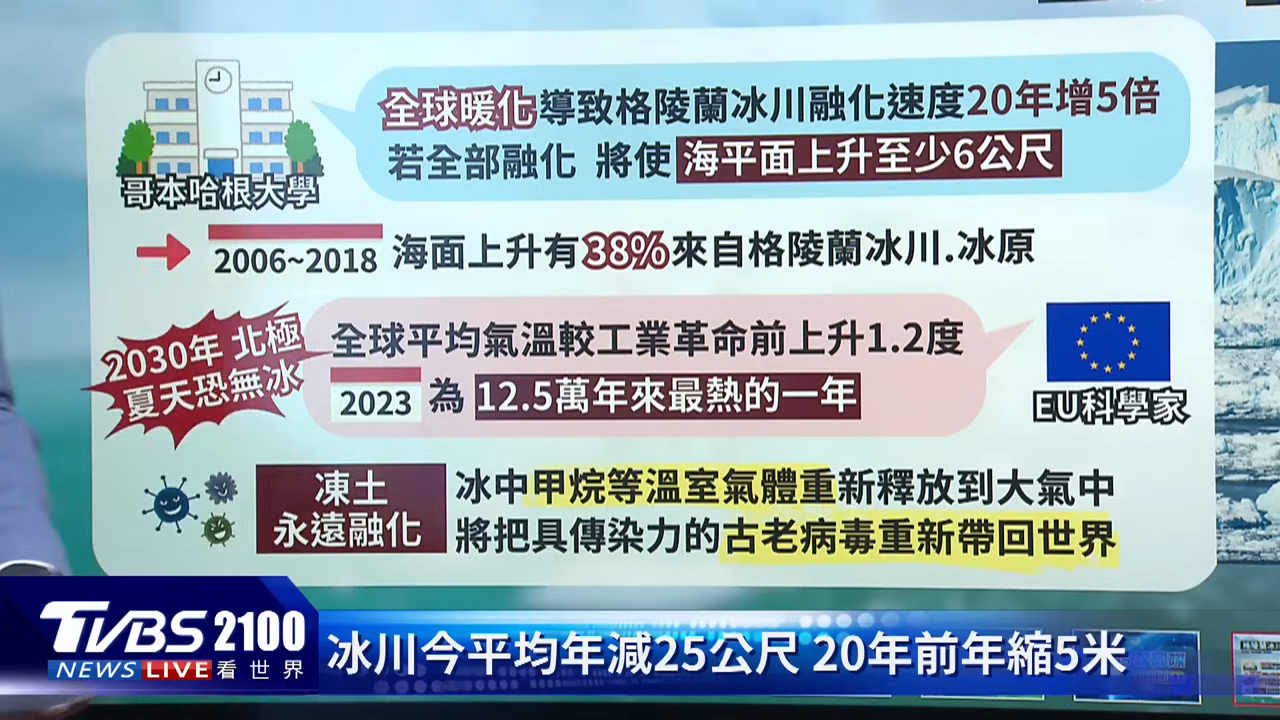 全球暖化導致格陵蘭冰川融化速度20年增5倍
若全部融化 將使 海平面上升至少6公尺
哥本哈根大學
2006~2018 海面上升有38%來自格陵蘭冰川.冰原
2030年 北極
夏天恐無冰
全球平均氣溫較工業革命前上升1.2度
2023 為 12.5萬年來最熱的一年
EU科學家
凍土
永遠融化
冰中甲烷等溫室氣體重新釋放到大氣中
將把具傳染力的古老病毒重新帶回世界
TVBS 2100
NEWS LIVE 看世界
冰川今平均年減25公尺 20年前年縮5米